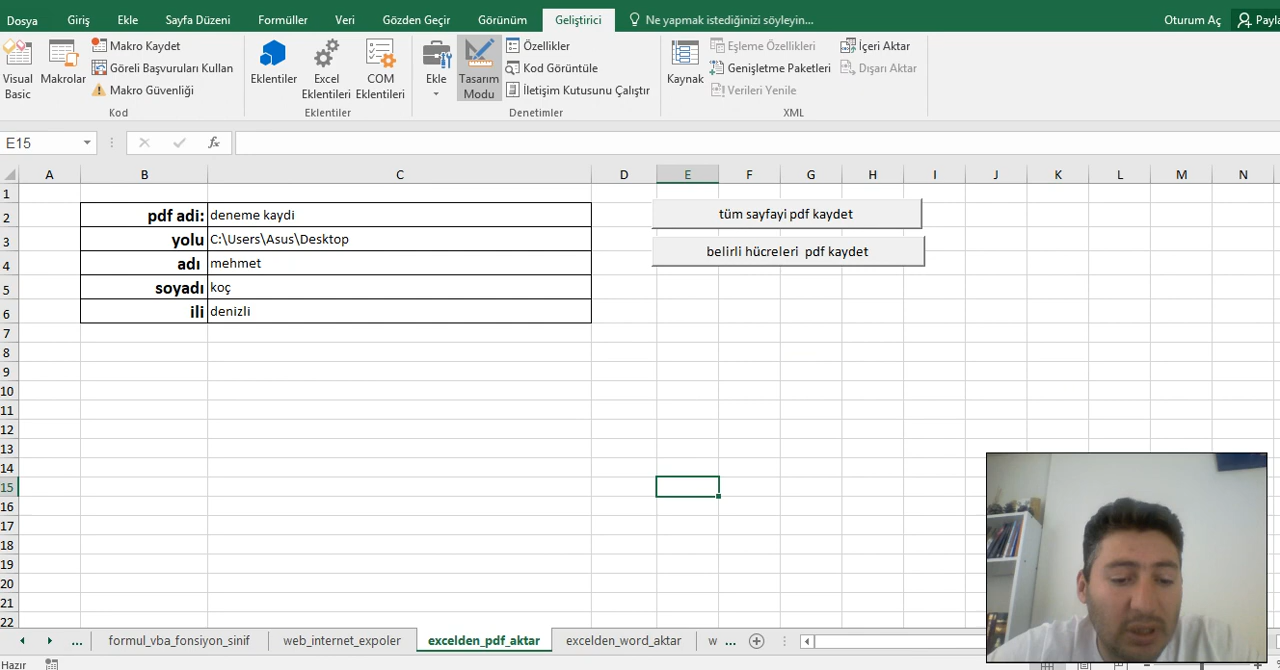 Dosya Giriş Ekle Sayfa Düzeni Formüller Veri Gözden Geçir Görünüm Geliştirici Ne yapmak istediğinizi söyleyin... Oturum Aç
Makro Kaydet
Göreli Başvuruları Kullan
Makro Güvenliği
Visual Basic
Makrolar
Kod
Eklentiler
Excel Eklentileri
COM Eklentileri
Eklentiler
Ekle
Tasarım Modu
Özellikler
Kod Görüntüle
İletişim Kutusunu Çalıştır
Denetimler
Kaynak
Eşleme Özellikleri
Genişletme Paketleri
Verileri Yenile
İçeri Aktar
Dışarı Aktar
XML
E15 fx
A B C D E F G H I J K L M N
1
2 pdf adi: deneme kaydi tüm sayfayi pdf kaydet
3 yolu C:\Users\Asus\Desktop belirli hücreleri pdf kaydet
4 adı mehmet
5 soyadı koç
6 ili denizli
7
8
9
10
11
12
13
14
15
16
17
18
19
20
21
22
... formul_vba_fonsiyon_sinif web_internet_expoler excelden_pdf_aktar excelden_word_aktar w ...
Hazır